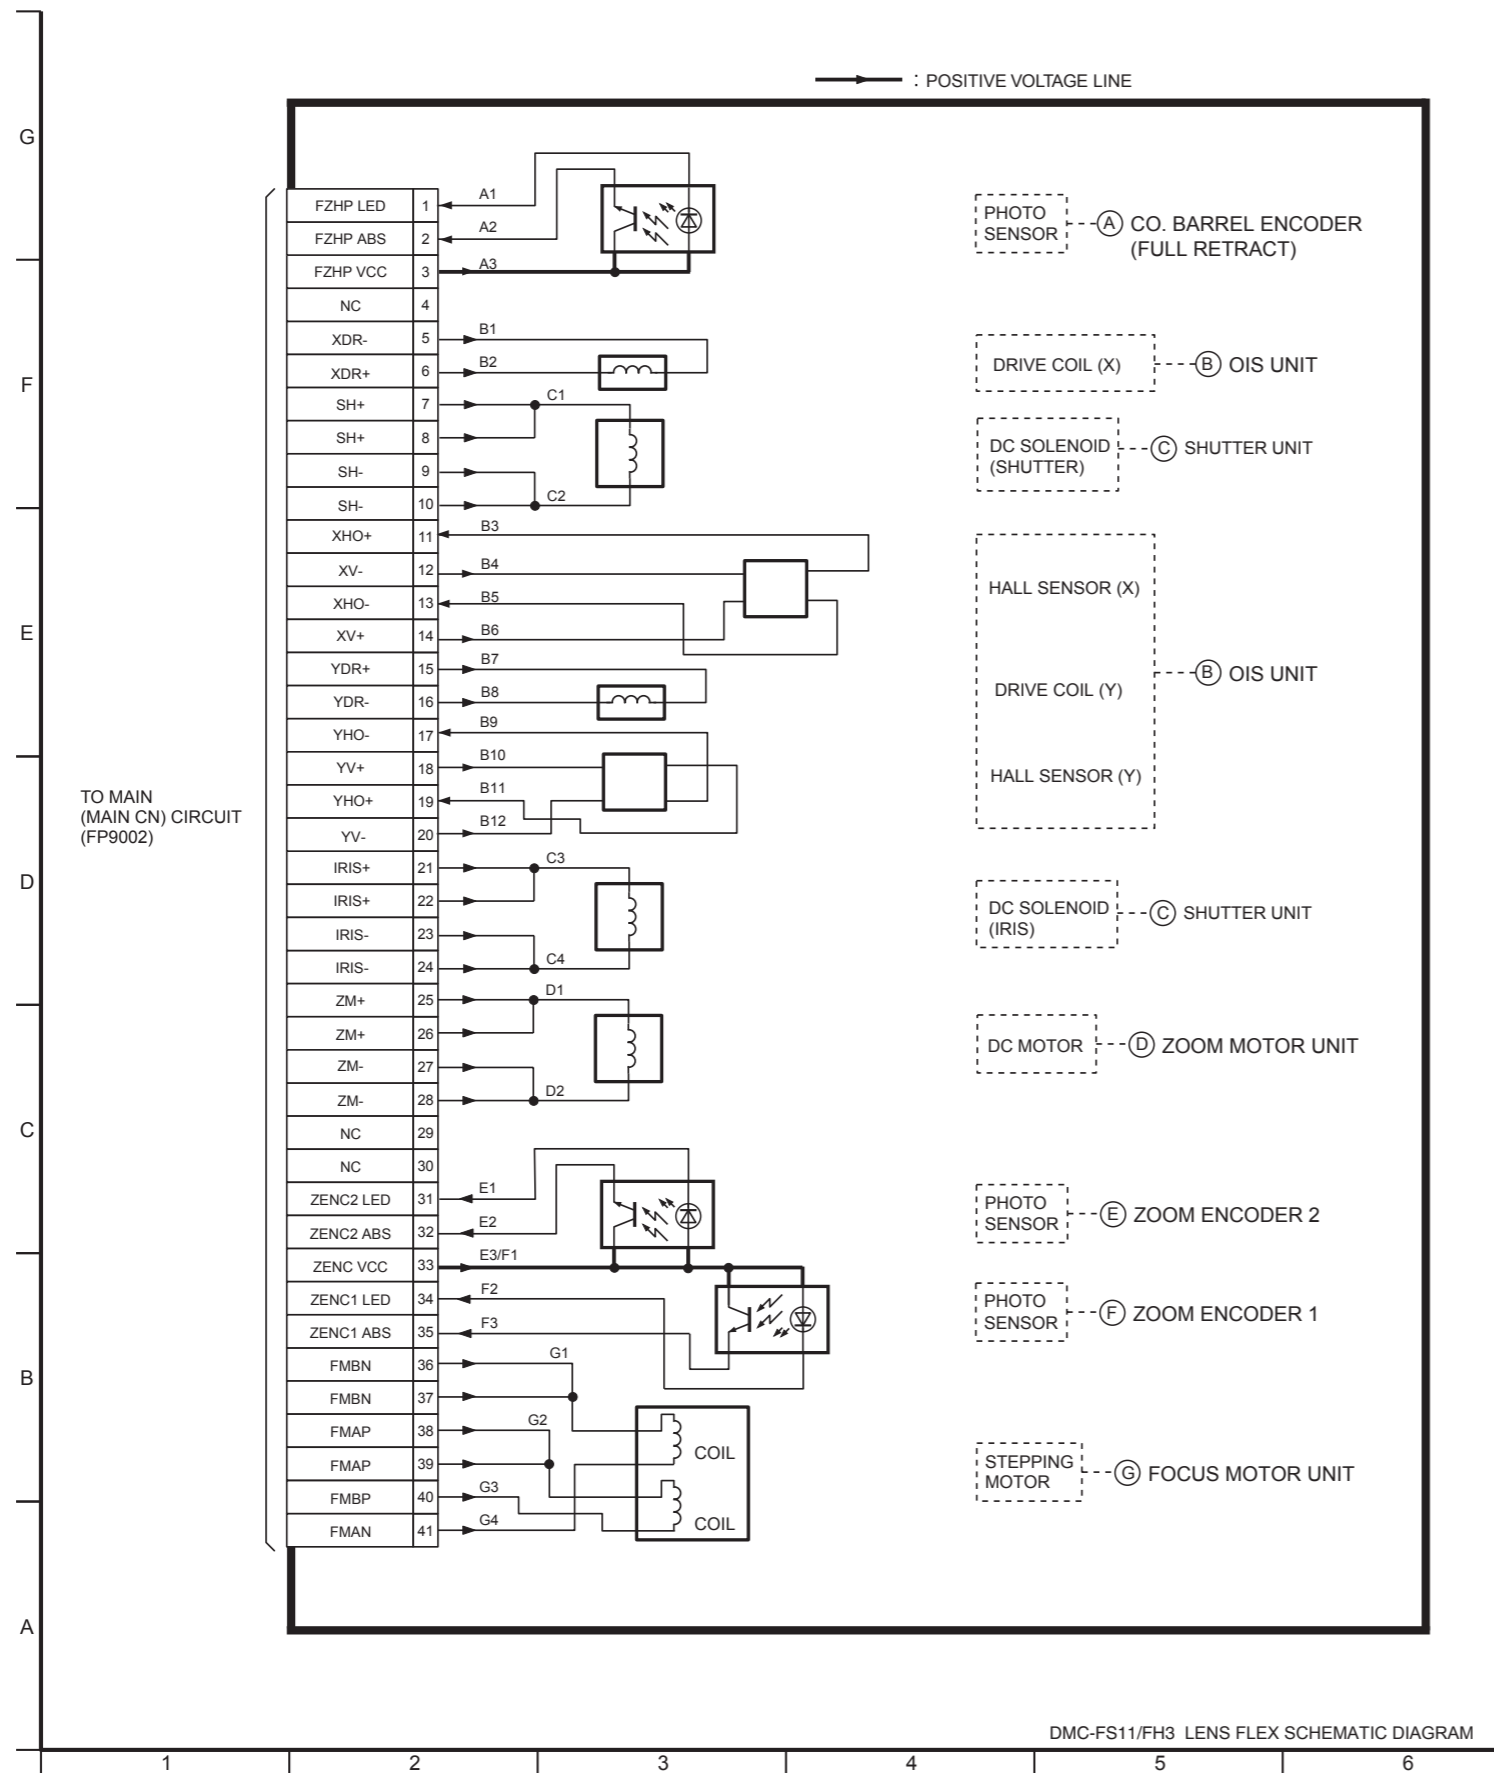 : POSITIVE VOLTAGE LINE
G
F
E
D
C
B
A
TO MAIN
(MAIN CN) CIRCUIT
(FP9002)
FZHP LED 1 A1
FZHP ABS 2 A2
FZHP VCC 3 A3
NC 4
XDR- 5 B1
XDR+ 6 B2
SH+ 7 C1
SH+ 8
SH- 9
SH- 10 C2
XHO+ 11 B3
XV- 12 B4
XHO- 13 B5
XV+ 14 B6
YDR+ 15 B7
YDR- 16 B8
YHO- 17 B9
YV+ 18 B10
YHO+ 19 B11
YV- 20 B12
IRIS+ 21 C3
IRIS+ 22
IRIS- 23
IRIS- 24 C4
ZM+ 25 D1
ZM+ 26
ZM- 27
ZM- 28 D2
NC 29
NC 30
ZENC2 LED 31 E1
ZENC2 ABS 32 E2
ZENC VCC 33 E3/F1
ZENC1 LED 34 F2
ZENC1 ABS 35 F3
FMBN 36 G1
FMBN 37
FMAP 38 G2
FMAP 39
FMBP 40 G3
FMAN 41 G4
COIL
COIL
PHOTO
SENSOR
A CO. BARREL ENCODER
(FULL RETRACT)
DRIVE COIL (X)
B OIS UNIT
DC SOLENOID
(SHUTTER)
C SHUTTER UNIT
HALL SENSOR (X)
DRIVE COIL (Y)
HALL SENSOR (Y)
B OIS UNIT
DC SOLENOID
(IRIS)
C SHUTTER UNIT
DC MOTOR
D ZOOM MOTOR UNIT
PHOTO
SENSOR
E ZOOM ENCODER 2
PHOTO
SENSOR
F ZOOM ENCODER 1
STEPPING
MOTOR
G FOCUS MOTOR UNIT
DMC-FS11/FH3 LENS FLEX SCHEMATIC DIAGRAM
1 2 3 4 5 6